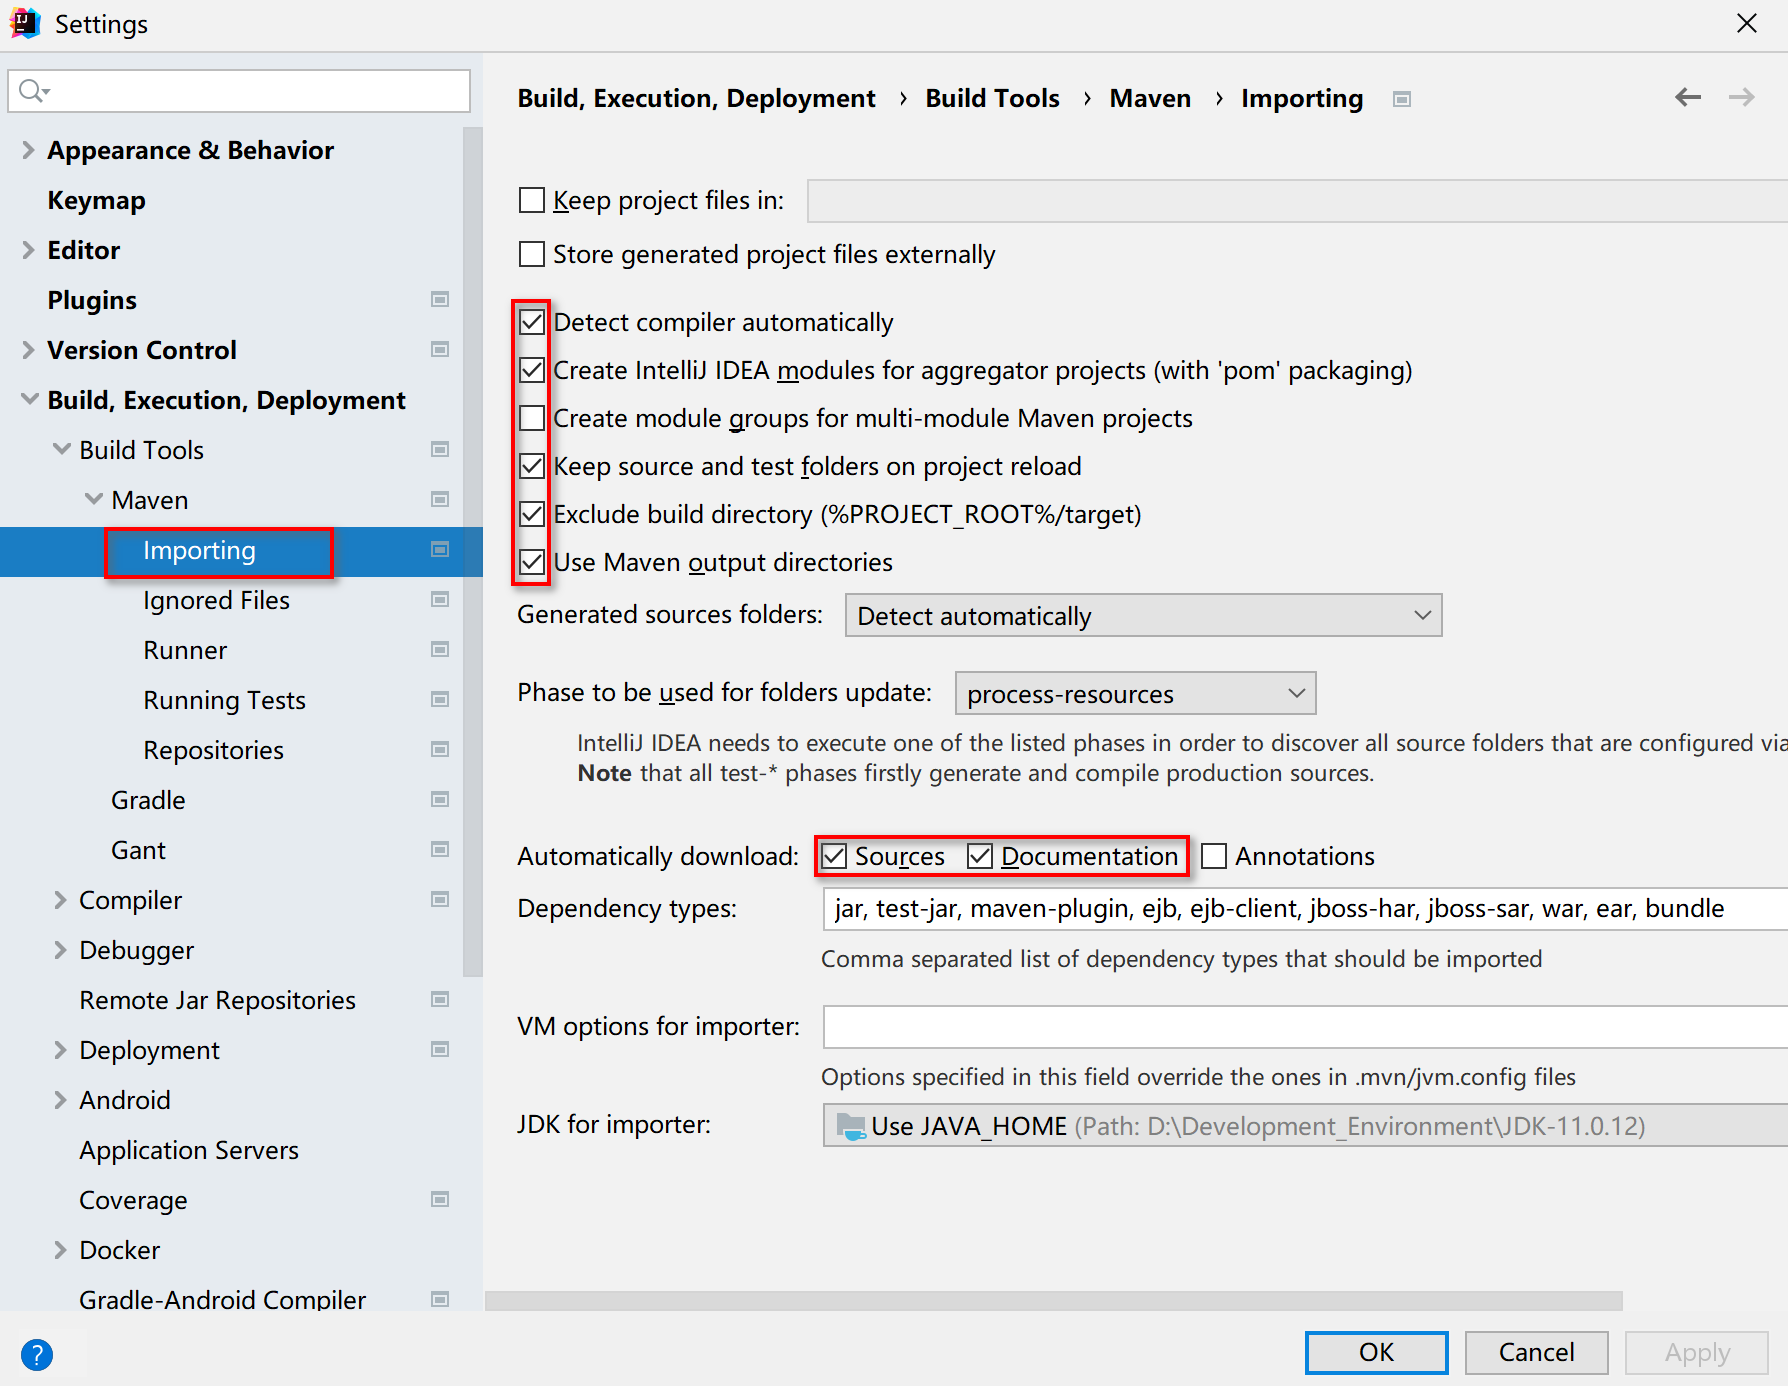 Settings
Appearance & Behavior
Keymap
Editor
Plugins
Version Control
Build, Execution, Deployment
Build Tools
Maven
Importing
Ignored Files
Runner
Running Tests
Repositories
Gradle
Gant
Compiler
Debugger
Remote Jar Repositories
Deployment
Android
Application Servers
Coverage
Docker
Gradle-Android Compiler
Build, Execution, Deployment › Build Tools › Maven › Importing
Keep project files in:
Store generated project files externally
Detect compiler automatically
Create IntelliJ IDEA modules for aggregator projects (with 'pom' packaging)
Create module groups for multi-module Maven projects
Keep source and test folders on project reload
Exclude build directory (%PROJECT_ROOT%/target)
Use Maven output directories
Generated sources folders: Detect automatically
Phase to be used for folders update: process-resources
IntelliJ IDEA needs to execute one of the listed phases in order to discover all source folders that are configured via
Note that all test-* phases firstly generate and compile production sources.
Automatically download: Sources Documentation Annotations
Dependency types: jar, test-jar, maven-plugin, ejb, ejb-client, jboss-har, jboss-sar, war, ear, bundle
Comma separated list of dependency types that should be imported
VM options for importer:
Options specified in this field override the ones in .mvn/jvm.config files
JDK for importer: Use JAVA_HOME (Path: D:\Development_Environment\JDK-11.0.12)
? OK Cancel Apply